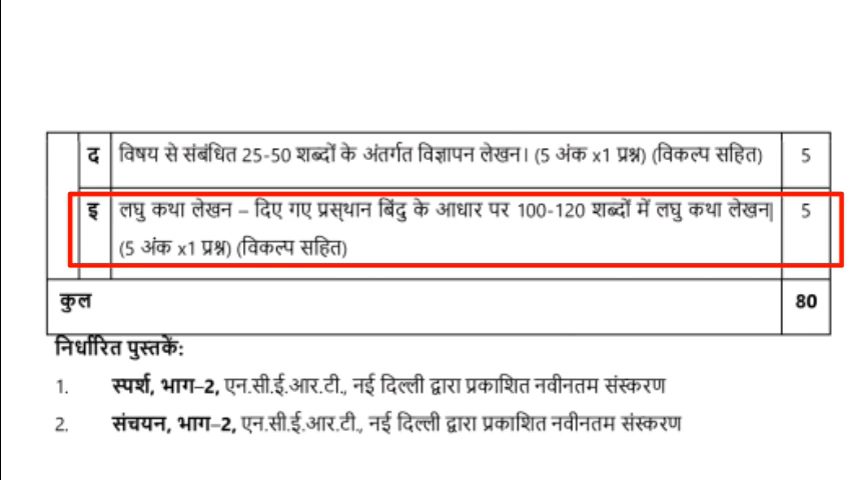 द विषय से संबंधित 25-50 शब्दों के अंतर्गत विज्ञापन लेखन। (5 अंक x1 प्रश्न) (विकल्प सहित) 5
इ लघु कथा लेखन – दिए गए प्रस्थान बिंदु के आधार पर 100-120 शब्दों में लघु कथा लेखन| 5
(5 अंक x1 प्रश्न) (विकल्प सहित)
कुल 80
निर्धारित पुस्तकें:
1. स्पर्श, भाग–2, एन.सी.ई.आर.टी., नई दिल्ली द्वारा प्रकाशित नवीनतम संस्करण
2. संचयन, भाग–2, एन.सी.ई.आर.टी., नई दिल्ली द्वारा प्रकाशित नवीनतम संस्करण